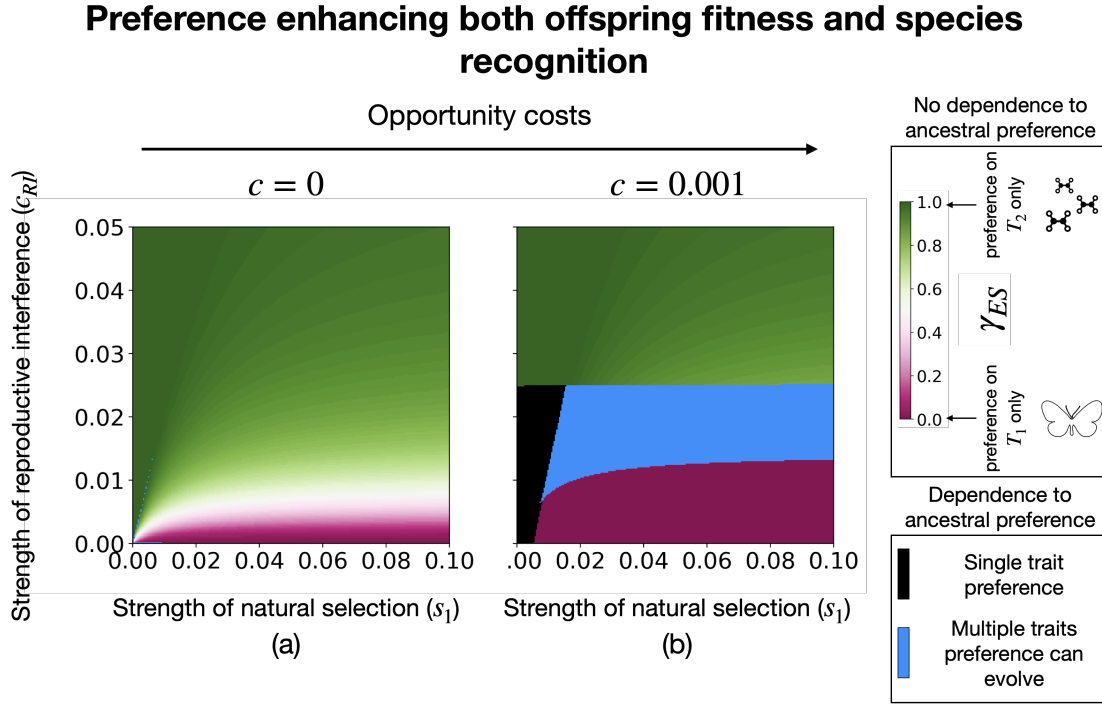 Preference enhancing both offspring fitness and species
recognition
Opportunity costs
c = 0
c = 0.001
Strength of reproductive interference (c_RI)
0.05
0.04
0.03
0.02
0.01
0.00
0.00 0.02 0.04 0.06 0.08 0.10
.00 0.02 0.04 0.06 0.08 0.10
Strength of natural selection (s₁)
Strength of natural selection (s₁)
(a)
(b)
No dependence to
ancestral preference
1.0
0.8
0.6
0.4
0.2
0.0
γ_ES
preference on
T₂ only
preference on
T₁ only
Dependence to
ancestral preference
Single trait
preference
Multiple traits
preference can
evolve